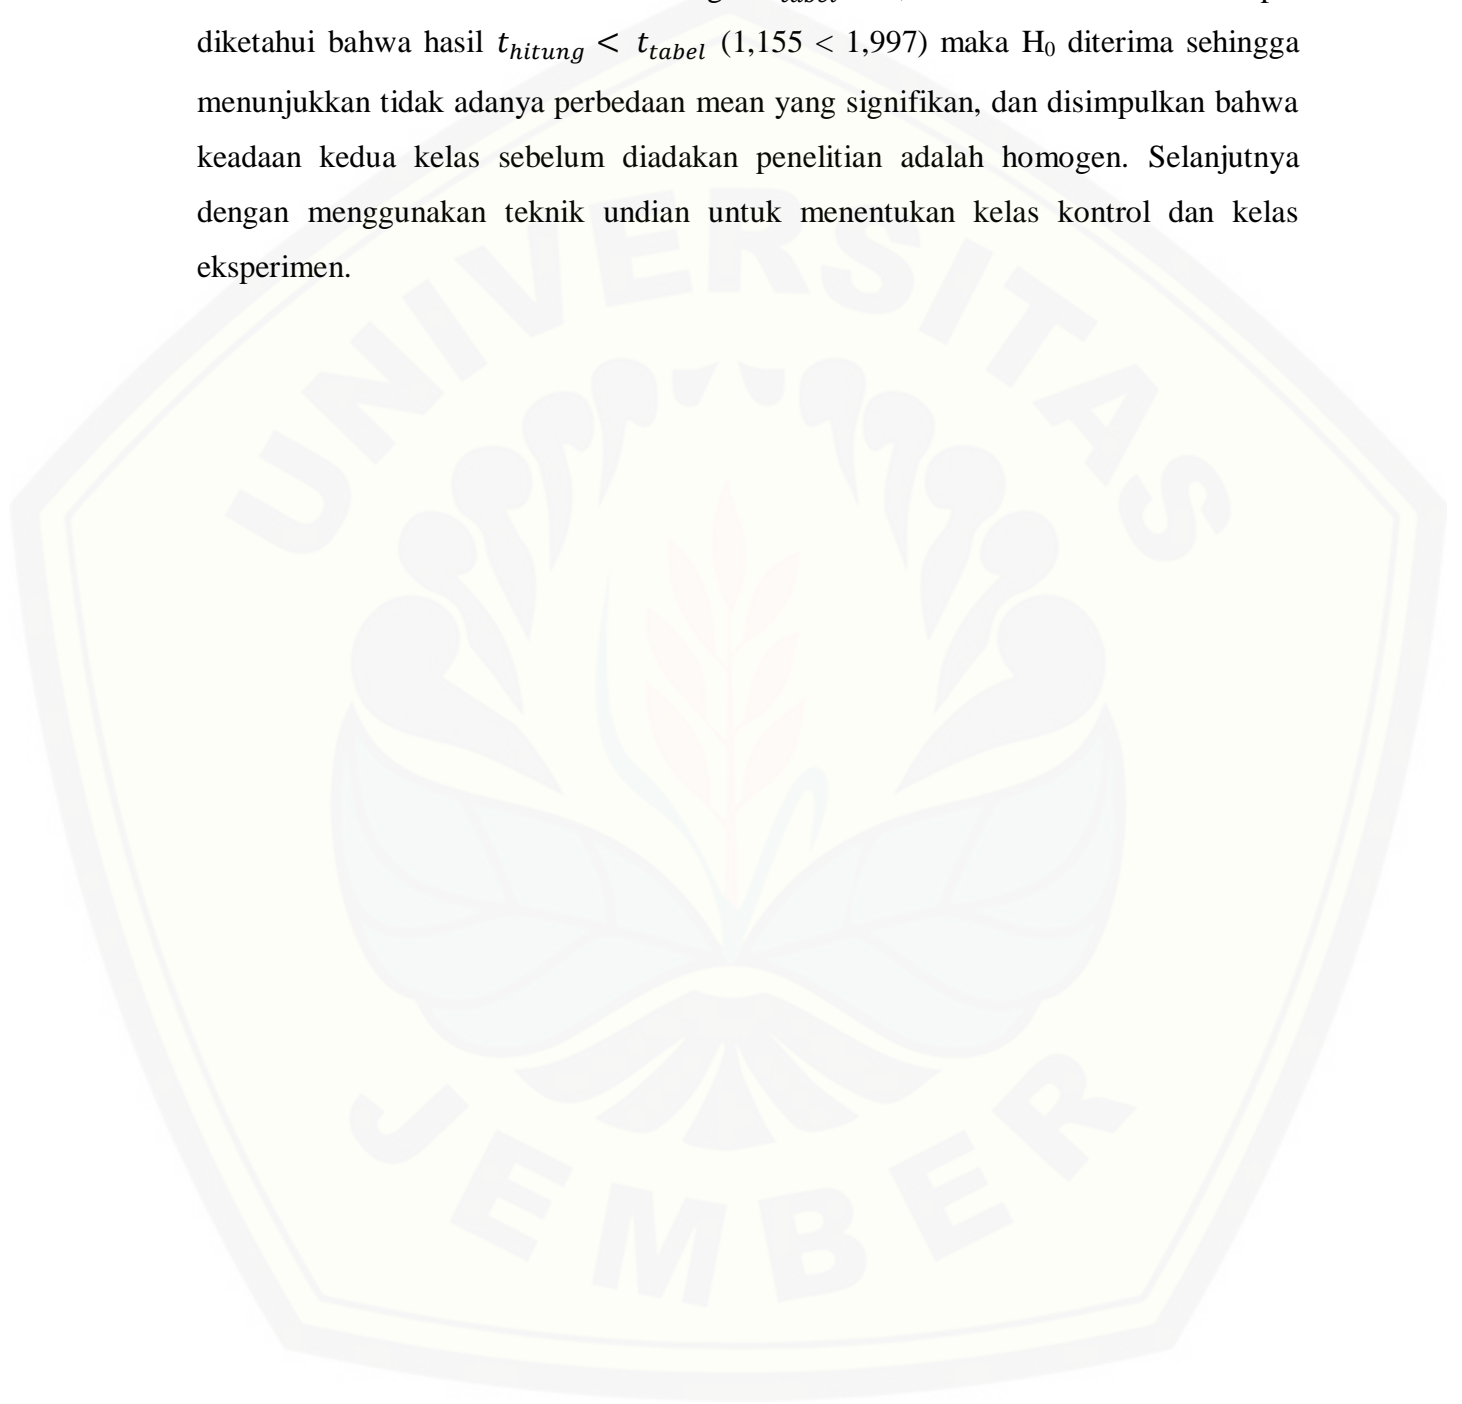 diketahui bahwa hasil t_hitung < t_tabel (1,155 < 1,997) maka H₀ diterima sehingga
menunjukkan tidak adanya perbedaan mean yang signifikan, dan disimpulkan bahwa
keadaan kedua kelas sebelum diadakan penelitian adalah homogen. Selanjutnya
dengan menggunakan teknik undian untuk menentukan kelas kontrol dan kelas
eksperimen.
UNIVERSITAS
JEMBER